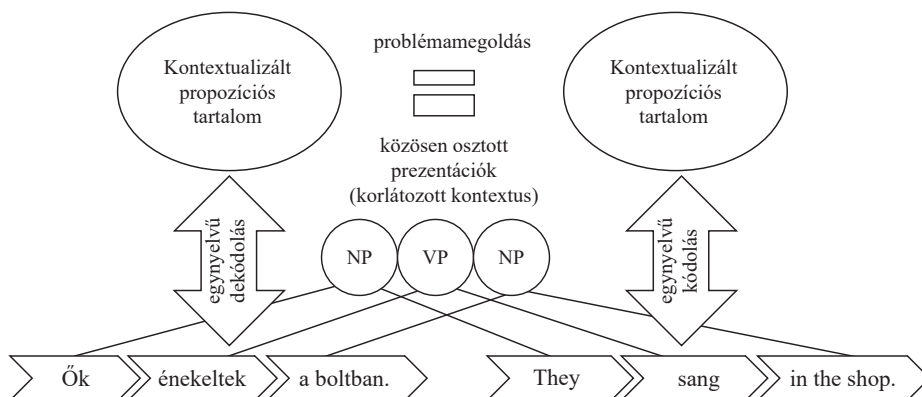 Kontextualizált
propozíciós
tartalom
problémamegoldás
közösen osztott
prezentációk
(korlátozott kontextus)
Kontextualizált
propozíciós
tartalom
egynyelvű
dekódolás
NP VP NP
egynyelvű
kódolás
Ők énekeltek a boltban. They sang in the shop.